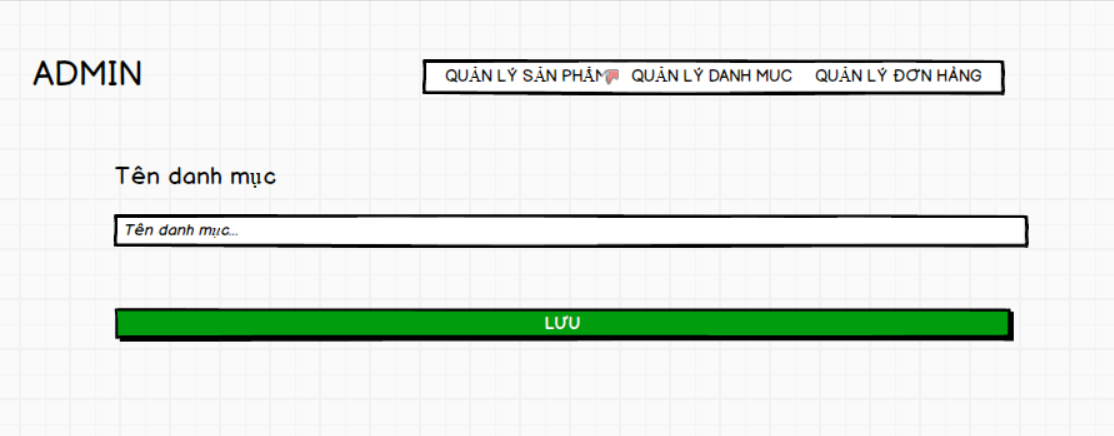 ADMIN
QUẢN LÝ SẢN PHẨM QUẢN LÝ DANH MUC QUẢN LÝ ĐƠN HÀNG
Tên danh mục
Tên danh mục...
LƯU